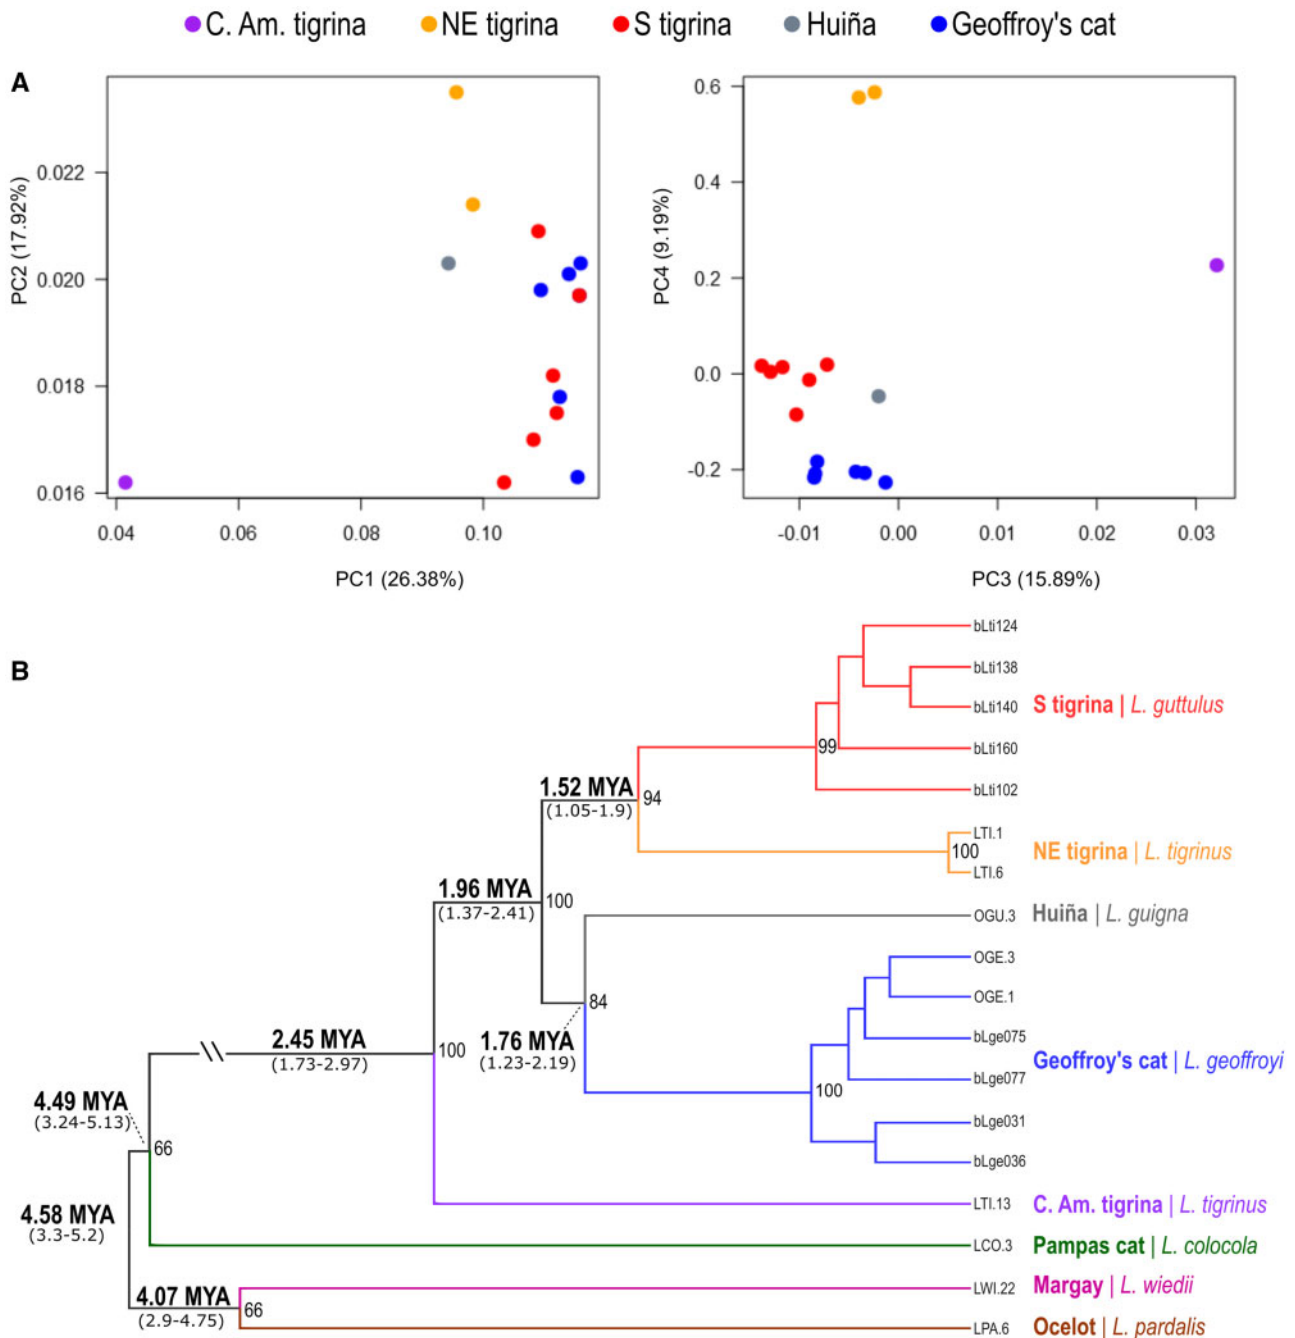 C. Am. tigrina NE tigrina S tigrina Huiña Geoffroy's cat
A
PC2 (17.92%)
0.022
0.020
0.018
0.016
0.04 0.06 0.08 0.10
PC1 (26.38%)
PC4 (9.19%)
0.6
0.4
0.2
0.0
-0.2
-0.01 0.00 0.01 0.02 0.03
PC3 (15.89%)
B
bLti124
bLti138
bLti140
S tigrina | L. guttulus
99
bLti160
1.52 MYA
(1.05-1.9)
94
bLti102
LTI.1
100
NE tigrina | L. tigrinus
LTI.6
1.96 MYA
(1.37-2.41)
100
OGU.3
Huiña | L. guigna
OGE.3
84
OGE.1
1.76 MYA
(1.23-2.19)
2.45 MYA
(1.73-2.97)
100
bLge075
Geoffroy's cat | L. geoffroyi
bLge077
100
4.49 MYA
(3.24-5.13)
66
bLge031
bLge036
LTI.13
C. Am. tigrina | L. tigrinus
4.58 MYA
(3.3-5.2)
LCO.3
Pampas cat | L. colocola
4.07 MYA
(2.9-4.75)
66
LWI.22
Margay | L. wiedii
LPA.6
Ocelot | L. pardalis